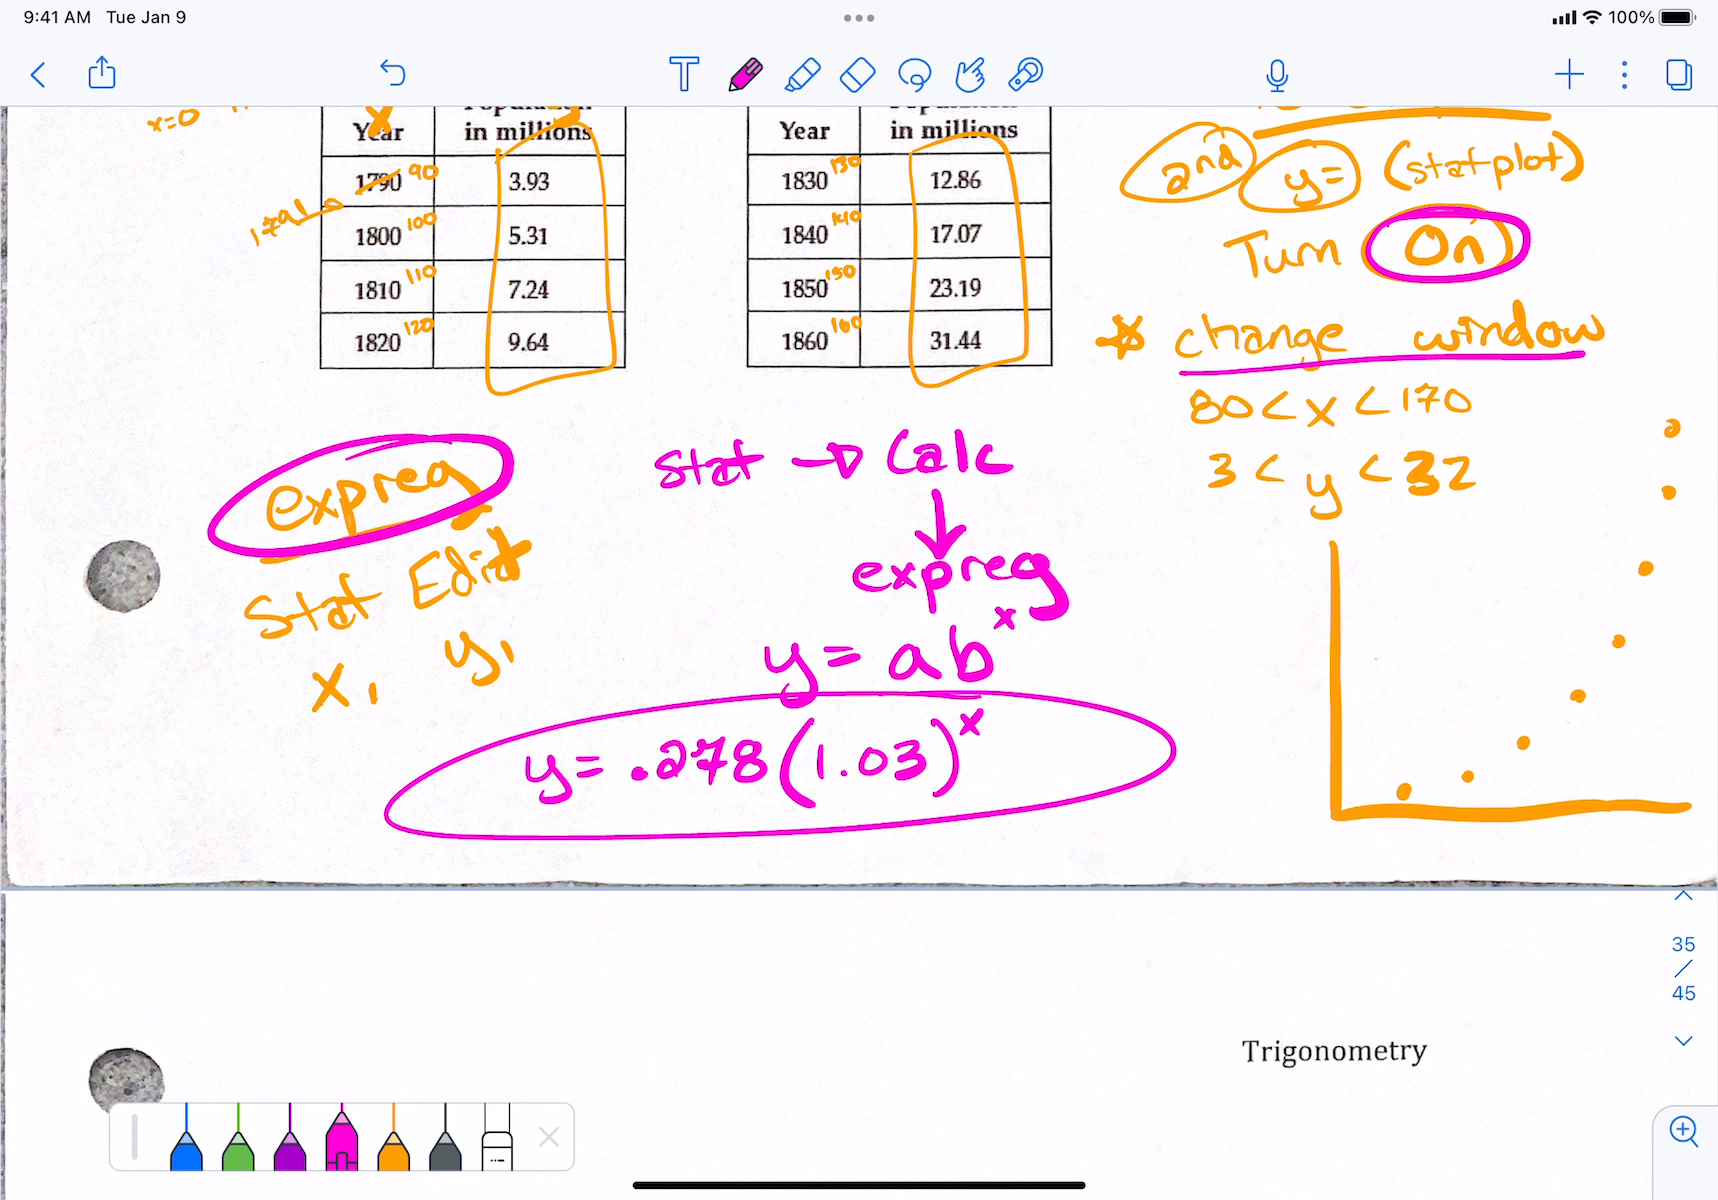 9:41 AM Tue Jan 9
100%
T
x=0
x
Year
in millions
1790 90
3.93
1800 100
5.31
1810 110
7.24
1820 120
9.64
Year
in millions
1830 130
12.86
1840 140
17.07
1850 150
23.19
1860 160
31.44
2nd y= (statplot)
Turn On
change window
80 < x < 170
3 < y < 32
expreg
Stat Edit
x, y,
Stat → Calc
↓
expreg
y = ab^x
y = .278(1.03)^x
35
/
45
Trigonometry